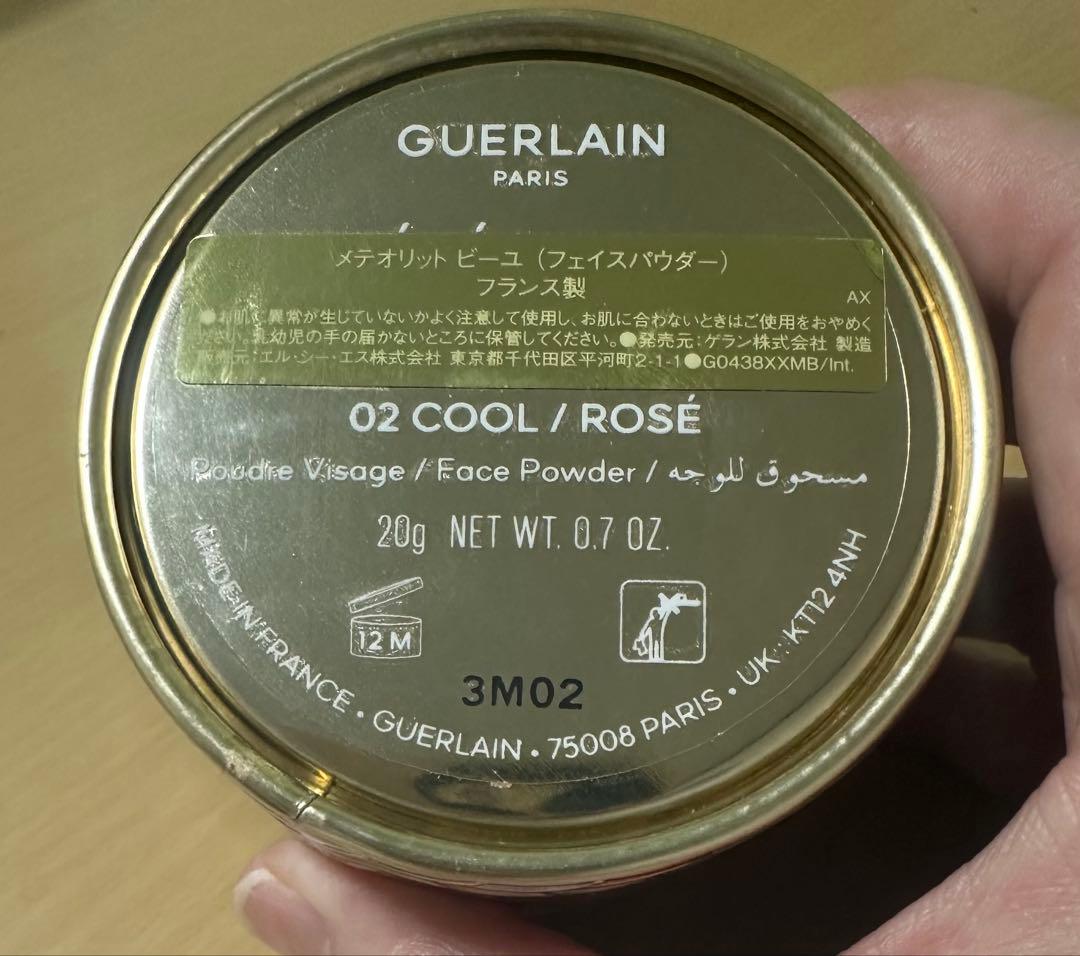 GUERLAIN
PARIS
メテオリット ビーユ (フェイスパウダー)
フランス製
AX
●お肌に異常が生じていないかよく注意して使用し、お肌に合わないときはご使用をおやめく
ださい。乳幼児の手の届かないところに保管してください。●発売元:ゲラン株式会社 製造
販売元:エル・シー・エス株式会社 東京都千代田区平河町2-1-1●G0438XXMB/Int.
02 COOL / ROSÉ
Poudre Visage / Face Powder / مسحوق للوجه
20g NET WT. 0.7 OZ.
12 M
3M02
MADE IN FRANCE • GUERLAIN • 75008 PARIS • UK : KT12 4NH